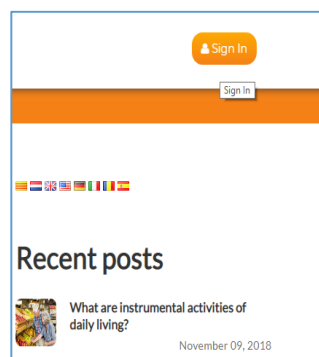 Sign In
Sign In
Recent posts
What are instrumental activities of
daily living?
November 09, 2018